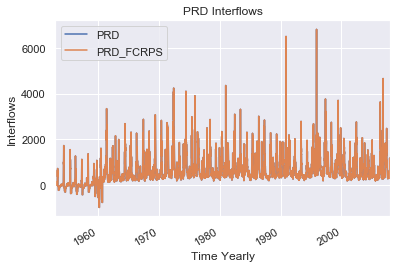 PRD Interflows
PRD
PRD_FCRPS
Interflows
6000
4000
2000
0
1960
1970
1980
1990
2000
Time Yearly